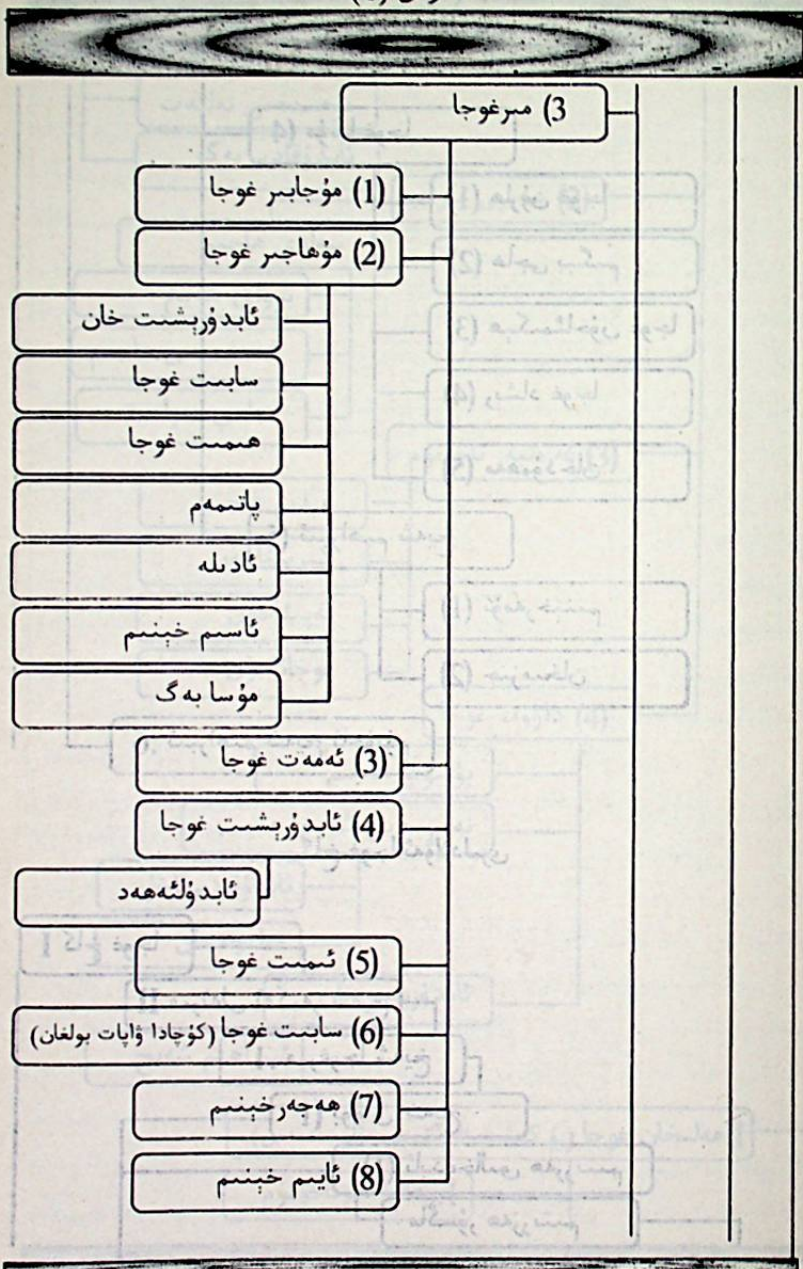 3) مىرغوجا
(1) مۇجابىر غوجا
(2) مۇھاجىر غوجا
ئابدۇرېشىت خان
سابىت غوجا
ھىمىت غوجا
پاتىمەم
ئادىلە
ئاسىم خېنىم
مۇسا بەگ
(3) ئەمەت غوجا
(4) ئابدۇرېشىت غوجا
ئابدۇلئەھەد
(5) ئىمىت غوجا
(6) سابىت غوجا (كۇچادا ۋاپات بولغان)
(7) ھەجەرخېنىم
(8) ئايىم خېنىم